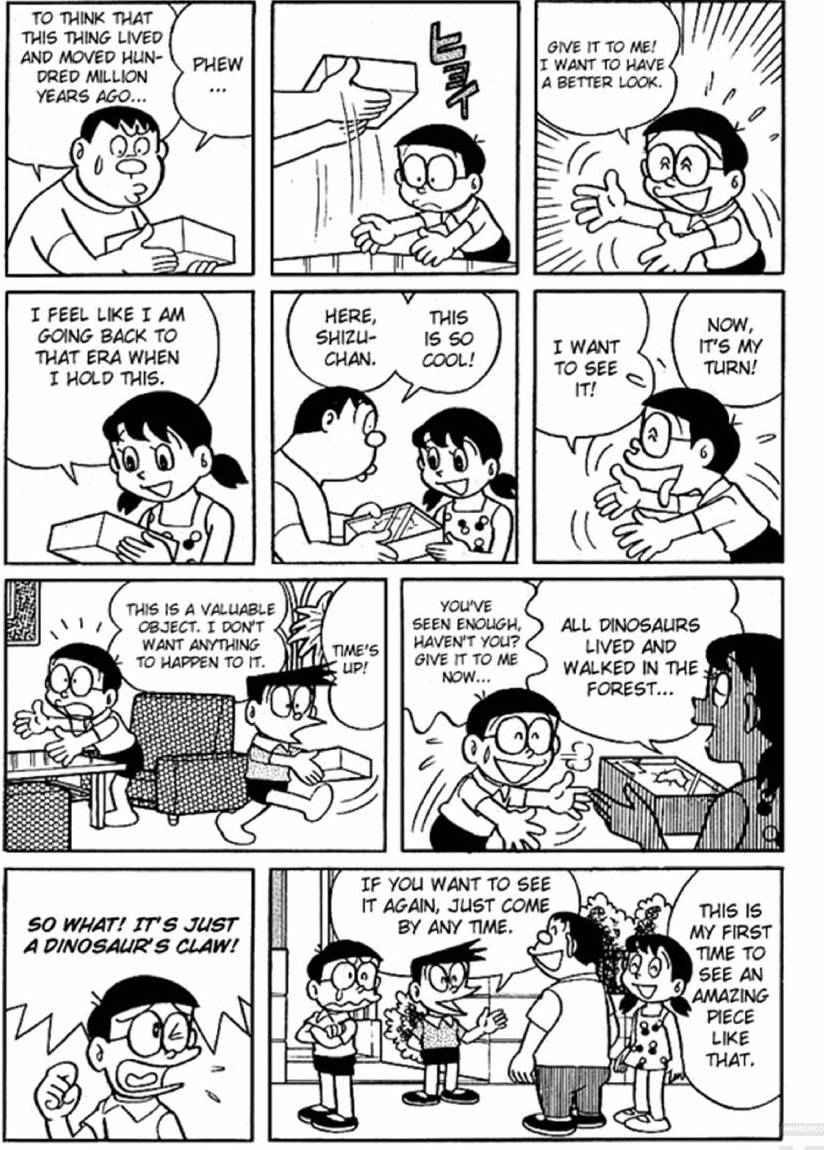 GIVE IT TO ME!
I WANT TO HAVE
A BETTER LOOK.
ヒョイ
PHEW
...
TO THINK THAT
THIS THING LIVED
AND MOVED HUN-
DRED MILLION
YEARS AGO...
NOW,
IT'S MY
TURN!
I WANT
TO SEE
IT!
THIS
IS SO
COOL!
HERE,
SHIZU-
CHAN.
I FEEL LIKE I AM
GOING BACK TO
THAT ERA WHEN
I HOLD THIS.
ALL DINOSAURS
LIVED AND
WALKED IN THE
FOREST...
YOU'VE
SEEN ENOUGH,
HAVEN'T YOU?
GIVE IT TO ME
NOW...
TIME'S
UP!
THIS IS A VALUABLE
OBJECT. I DON'T
WANT ANYTHING
TO HAPPEN TO IT.
THIS IS
MY FIRST
TIME TO
SEE AN
AMAZING
PIECE
LIKE
THAT.
IF YOU WANT TO SEE
IT AGAIN, JUST COME
BY ANY TIME.
SO WHAT! IT'S JUST
A DINOSAUR'S CLAW!